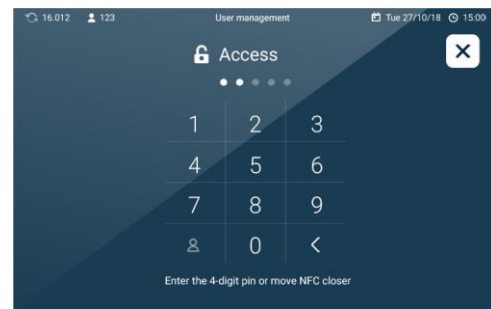 16.012 123 User management Tue 27/10/18 15:00
Access
1 2 3
4 5 6
7 8 9
0
Enter the 4-digit pin or move NFC closer